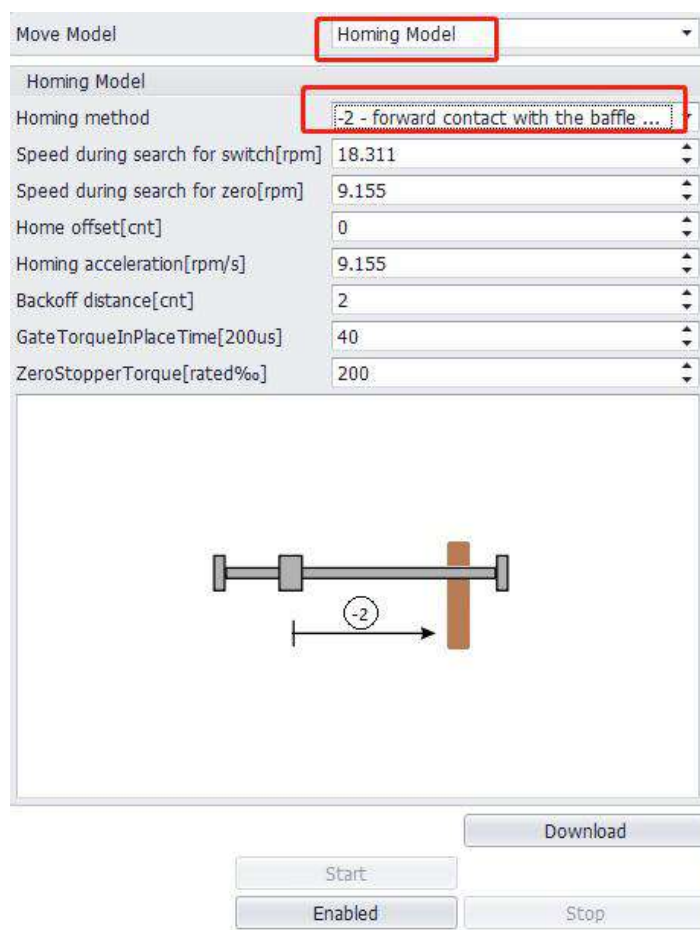 Move Model Homing Model
Homing Model
Homing method -2 - forward contact with the baffle ...
Speed during search for switch[rpm] 18.311
Speed during search for zero[rpm] 9.155
Home offset[cnt] 0
Homing acceleration[rpm/s] 9.155
Backoff distance[cnt] 2
GateTorqueInPlaceTime[200us] 40
ZeroStopperTorque[rated‰] 200
-2
Download
Start
Enabled Stop